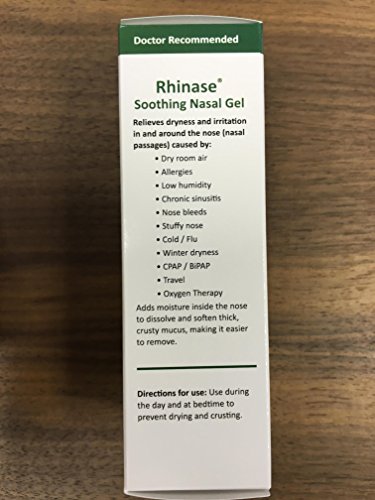 Doctor Recommended
Rhinase®
Soothing Nasal Gel
Relieves dryness and irritation
in and around the nose (nasal
passages) caused by:
• Dry room air
• Allergies
• Low humidity
• Chronic sinusitis
• Nose bleeds
• Stuffy nose
• Cold / Flu
• Winter dryness
• CPAP / BiPAP
• Travel
• Oxygen Therapy
Adds moisture inside the nose
to dissolve and soften thick,
crusty mucus, making it easier
to remove.
Directions for use: Use during
the day and at bedtime to
prevent drying and crusting.